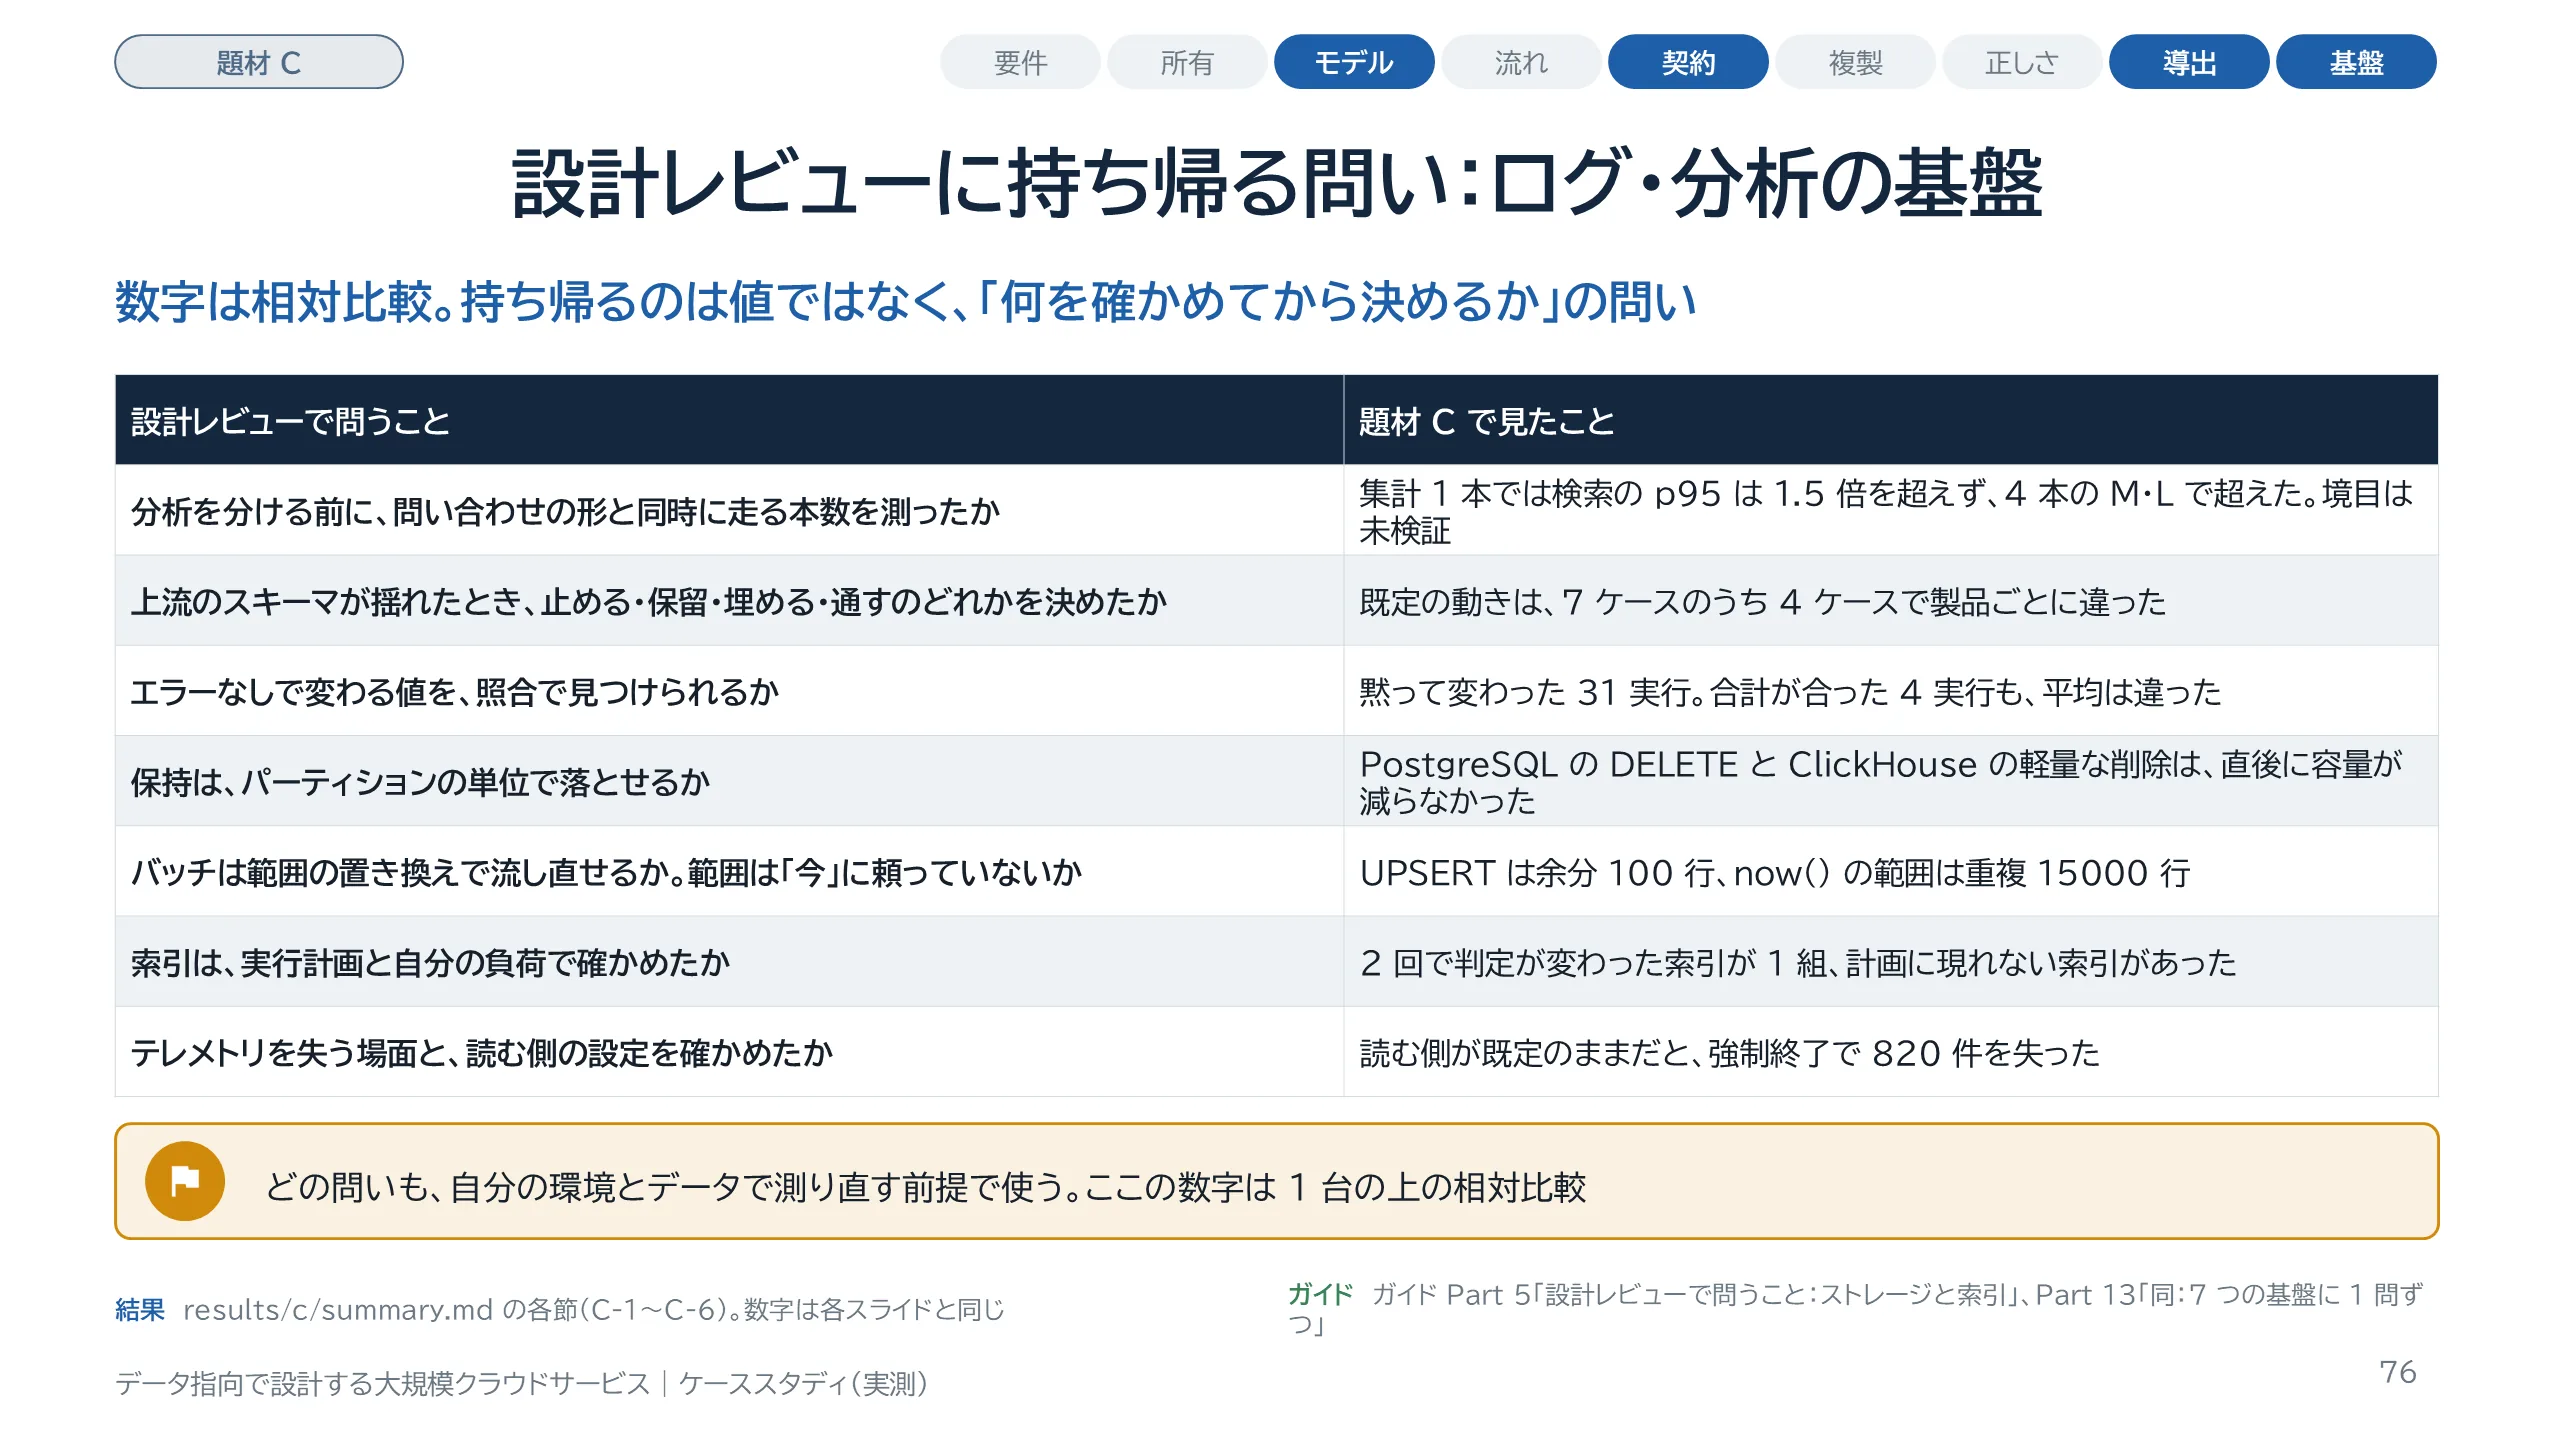 題材 C
要件
所有
モデル
流れ
契約
複製
正しさ
導出
基盤
設計レビューに持ち帰る問い：ログ・分析の基盤
数字は相対比較。持ち帰るのは値ではなく、「何を確かめてから決めるか」の問い
設計レビューで問うこと
題材 C で見たこと
分析を分ける前に、問い合わせの形と同時に走る本数を測ったか
集計 1 本では検索の p95 は 1.5 倍を超えず、4 本の M・L で超えた。境目は
未検証
上流のスキーマが揺れたとき、止める・保留・埋める・通すのどれかを決めたか
既定の動きは、7 ケースのうち 4 ケースで製品ごとに違った
エラーなしで変わる値を、照合で見つけられるか
黙って変わった 31 実行。合計が合った 4 実行も、平均は違った
保持は、パーティションの単位で落とせるか
PostgreSQL の DELETE と ClickHouse の軽量な削除は、直後に容量が
減らなかった
バッチは範囲の置き換えで流し直せるか。範囲は「今」に頼っていないか
UPSERT は余分 100 行、now() の範囲は重複 15000 行
索引は、実行計画と自分の負荷で確かめたか
2 回で判定が変わった索引が 1 組、計画に現れない索引があった
テレメトリを失う場面と、読む側の設定を確かめたか
読む側が既定のままだと、強制終了で 820 件を失った
どの問いも、自分の環境とデータで測り直す前提で使う。ここの数字は 1 台の上の相対比較
結果 results/c/summary.md の各節（C-1〜C-6）。数字は各スライドと同じ
ガイド ガイド Part 5「設計レビューで問うこと：ストレージと索引」、Part 13「同：7 つの基盤に 1 問ず
つ」
データ指向で設計する大規模クラウドサービス｜ケーススタディ（実測）
76